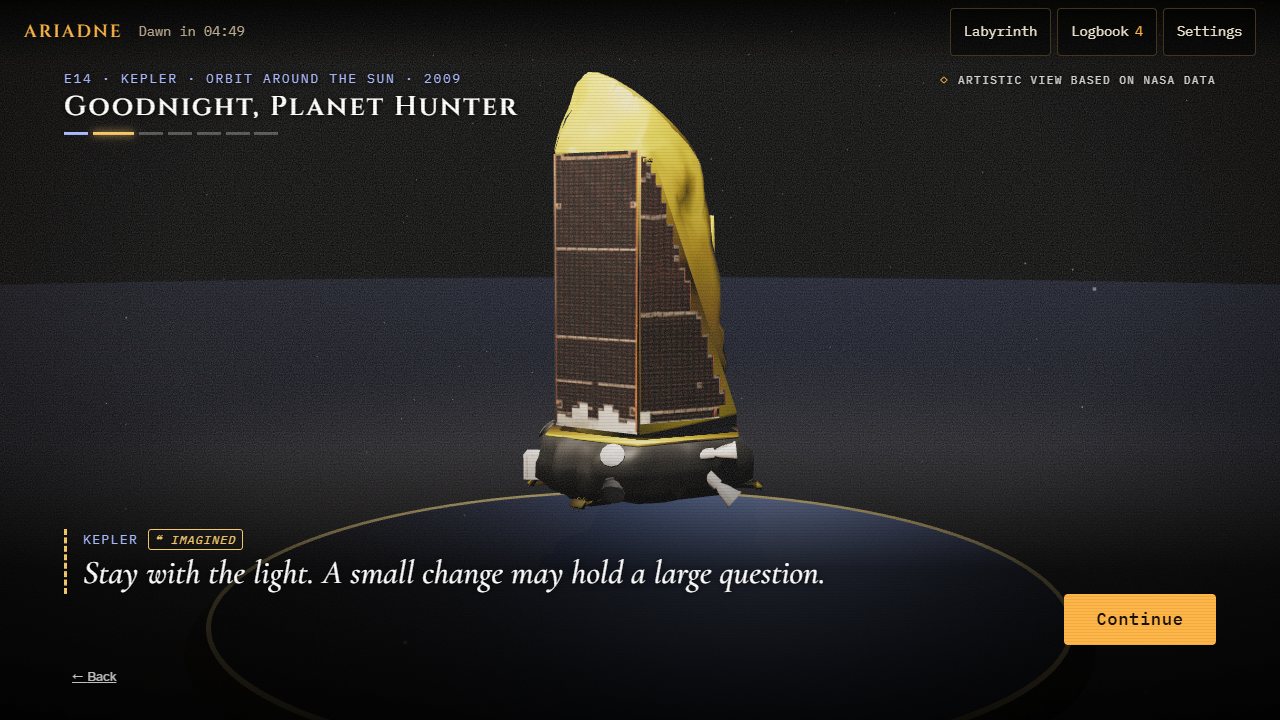 ARIADNE Dawn in 04:49 Labyrinth Logbook 4 Settings
E14 · KEPLER · ORBIT AROUND THE SUN · 2009
◇ ARTISTIC VIEW BASED ON NASA DATA
Goodnight, Planet Hunter
KEPLER ❝ IMAGINED
Stay with the light. A small change may hold a large question.
Continue
← Back